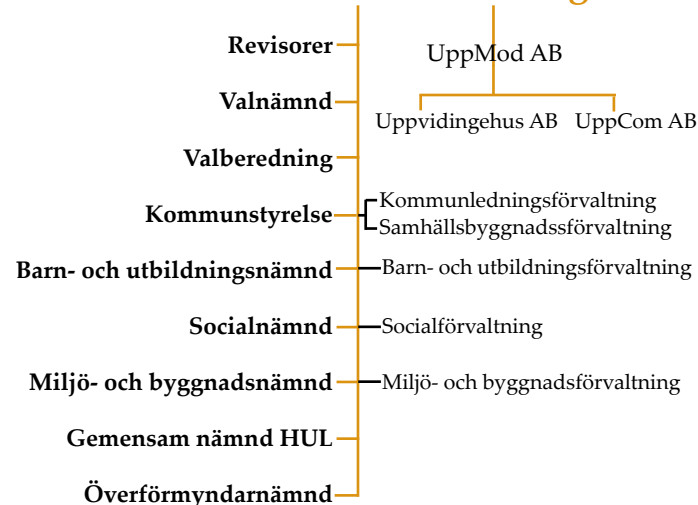 Revisorer
UppMod AB
Valnämnd
Uppvidingehus AB UppCom AB
Valberedning
Kommunstyrelse
Kommunledningsförvaltning
Samhällsbyggnadssförvaltning
Barn- och utbildningsnämnd
Barn- och utbildningsförvaltning
Socialnämnd
Socialförvaltning
Miljö- och byggnadsnämnd
Miljö- och byggnadsförvaltning
Gemensam nämnd HUL
Överförmyndarnämnd